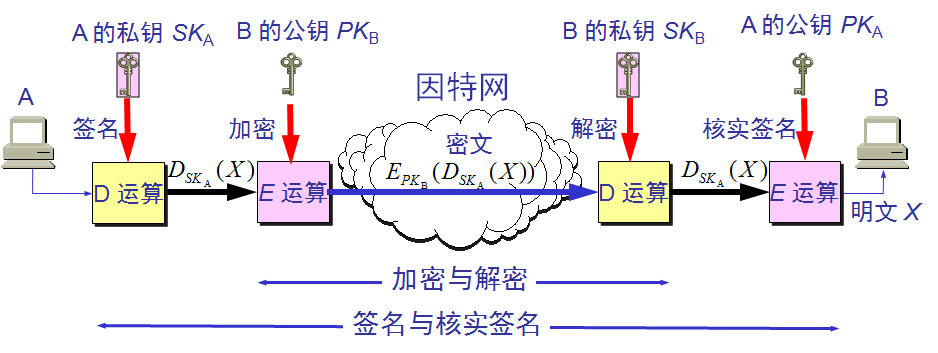 A 的私钥 SKA
B 的公钥 PKB
B 的私钥 SKB
A 的公钥 PKA
因特网
A
B
签名
加密
密文
解密
核实签名
D 运算
DSKA(X)
E 运算
EPKB(DSKA(X))
D 运算
DSKA(X)
E 运算
明文 X
加密与解密
签名与核实签名